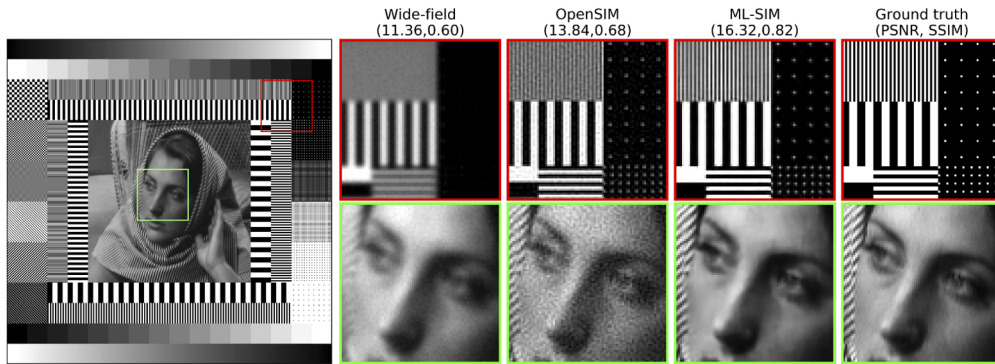 Wide-field
(11.36,0.60)
OpenSIM
(13.84,0.68)
ML-SIM
(16.32,0.82)
Ground truth
(PSNR, SSIM)